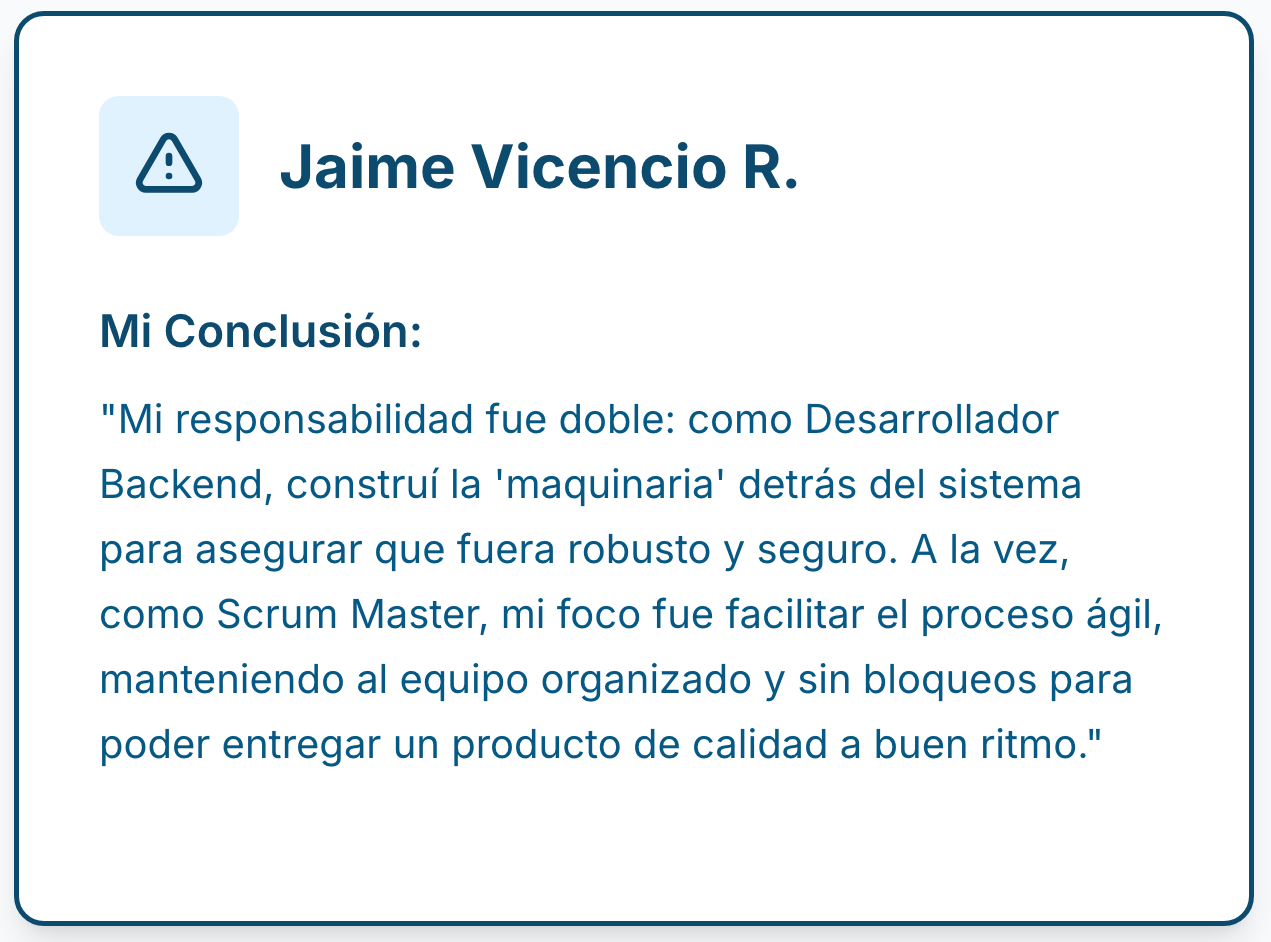 Jaime Vicencio R.
Mi Conclusión:
"Mi responsabilidad fue doble: como Desarrollador
Backend, construí la 'maquinaria' detrás del sistema
para asegurar que fuera robusto y seguro. A la vez,
como Scrum Master, mi foco fue facilitar el proceso ágil,
manteniendo al equipo organizado y sin bloqueos para
poder entregar un producto de calidad a buen ritmo."